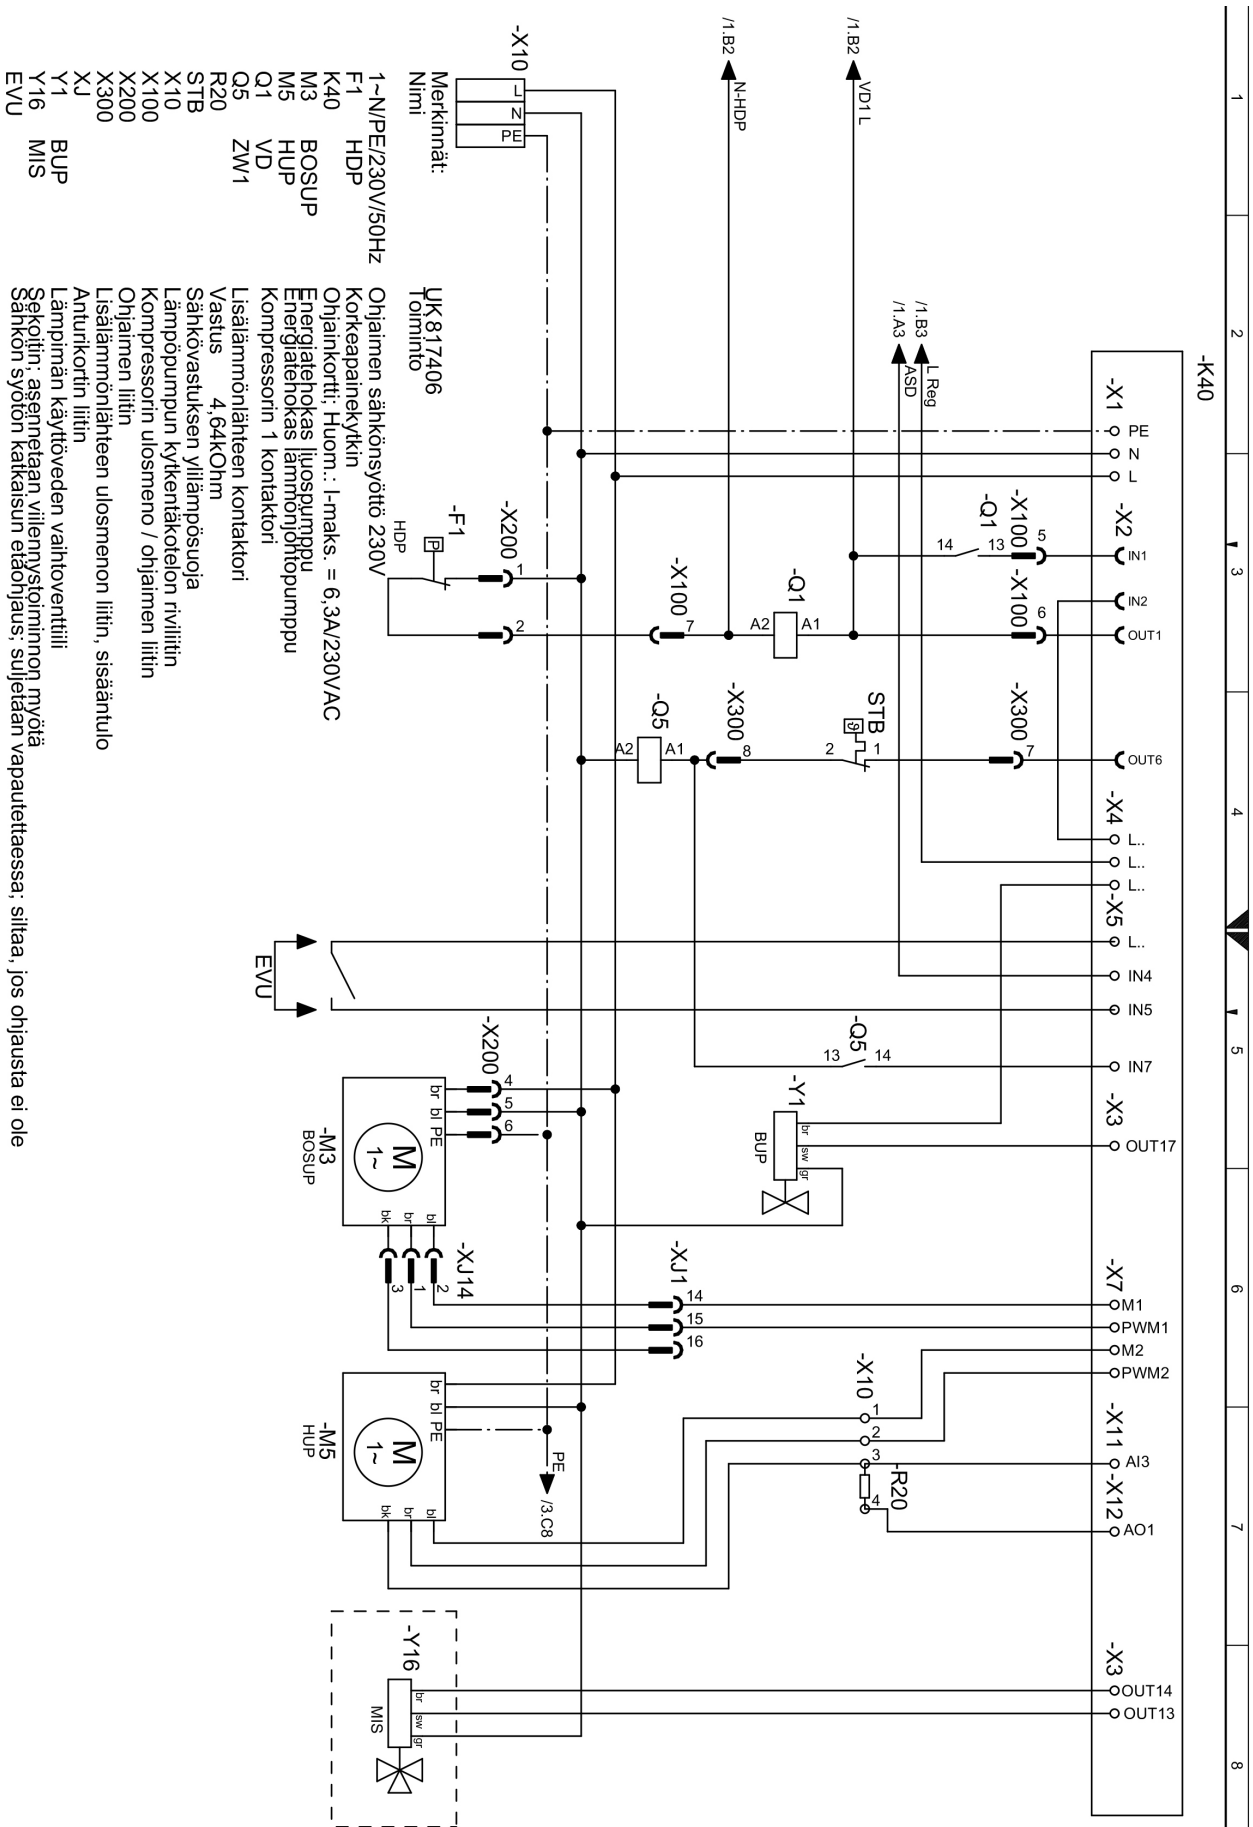 1
2
3
4
5
6
7
8
-K40
-X1
PE
N
L
-X2
IN1
IN2
OUT1
OUT6
-X4
L..
L..
L..
-X5
L..
IN4
IN5
IN7
-X3
OUT17
-X7
M1
PWM1
M2
PWM2
-X11
AI3
-X12
AO1
-X3
OUT14
OUT13
/1.B2
VD1 L
/1.B2
N-HDP
/1.B3
L Reg
/1.A3
ASD
-X100
5
-Q1
13
14
-X100
6
-Q1
A1
A2
-X100
7
-X200
1
2
-F1
P
HDP
-X300
7
STB
ϑ
1
2
-X300
8
-Q5
A1
A2
EVU
-Q5
13
14
-Y1
BUP
br
sw
gr
-X200
4
5
6
br
bl
PE
M
1~
-M3
BOSUP
bk
br
bl
-XJ14
3
1
2
-XJ1
14
15
16
-X10
1
2
3
4
-R20
br
bl
PE
M
1~
-M5
HUP
bk
br
bl
PE
/3.C8
-Y16
MIS
br
sw
gr
-X10
L
N
PE
Merkinnät: UK817406
Nimi Toiminto
1~N/PE/230V/50Hz Ohjaimen sähkönsyöttö 230V
F1 HDP Korkeapainekytkin
K40 Ohjainkortti; Huom.: I-maks. = 6,3A/230VAC
M3 BOSUP Energiatehokas liuospumppu
M5 HUP Energiatehokas lämmönjohtopumppu
Q1 VD Kompressorin 1 kontaktori
Q5 ZW1 Lisälämmönlähteen kontaktori
R20 Vastus 4,64kOhm
STB Sähkövastuksen ylilämpösuoja
X10 Lämpöpumpun kytkentäkotelon riviliitin
X100 Kompressorin ulosmeno / ohjaimen liitin
X200 Ohjaimen liitin
X300 Lisälämmönlähteen ulosmenon liitin, sisääntulo
XJ Anturikortin liitin
Y1 BUP Lämpimän käyttöveden vaihtoventtiili
Y16 MIS Sekoitin; asennetaan viilennystoiminnon myötä
EVU Sähkön syötön katkaisun etäohjaus; suljetaan vapautettaessa; siltaa, jos ohjausta ei ole